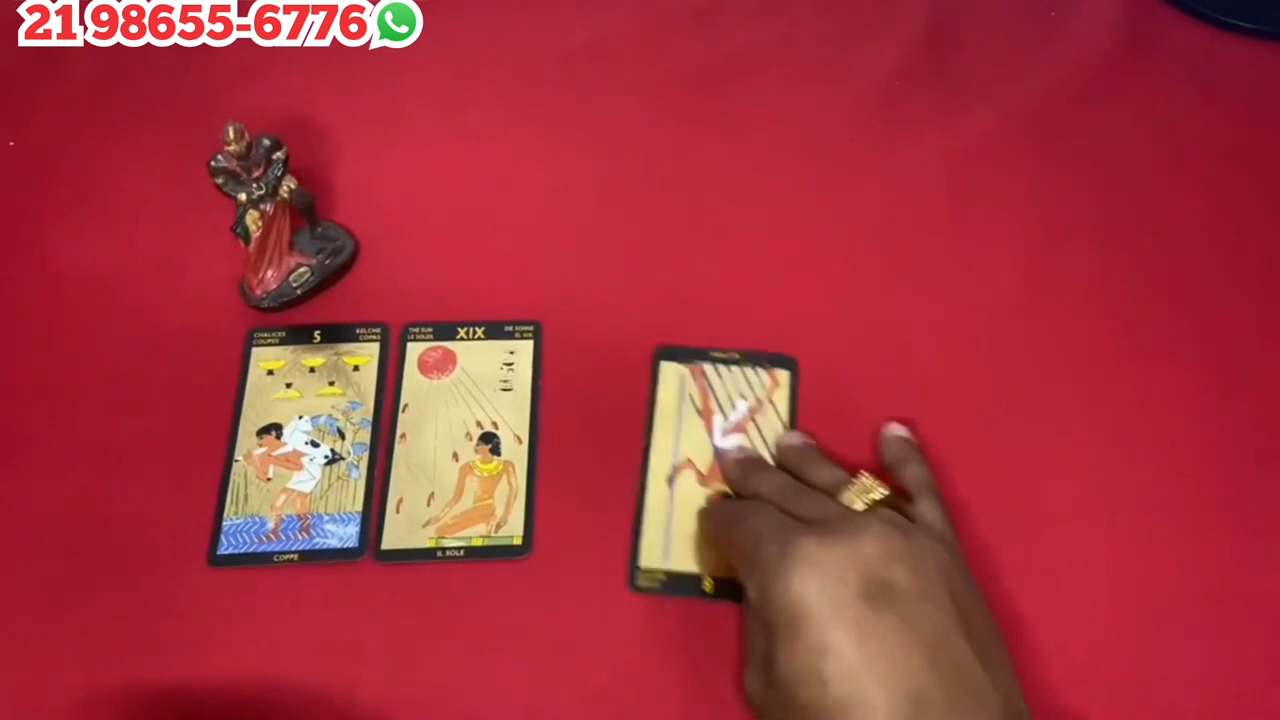 21 98655-6776
CHALICES
COUPES
5
KELCHE
COPAS
COPPE
THE SUN
LE SOLEIL
XIX
DIE SONNE
EL SOL
IL SOLE